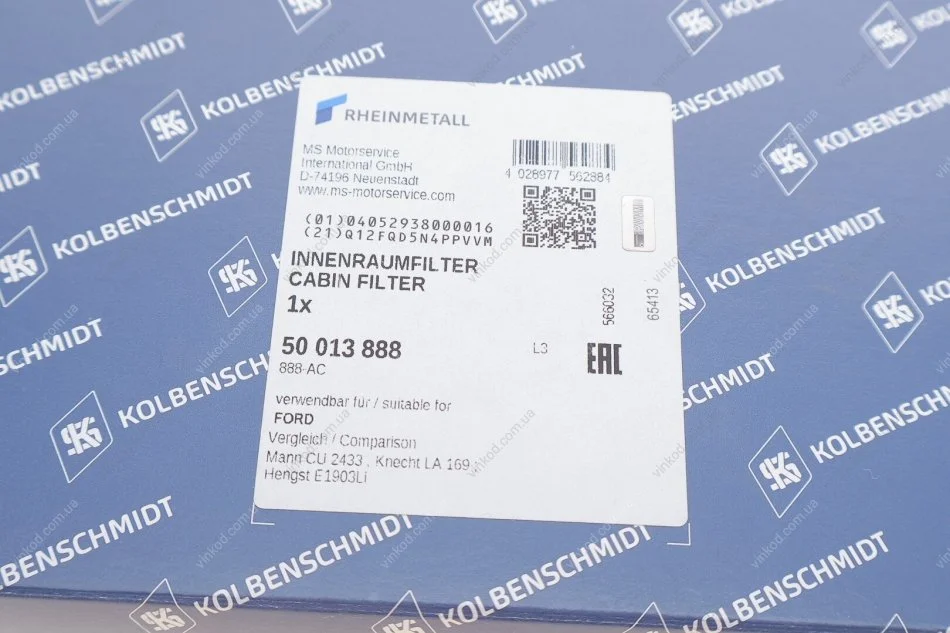 RHEINMETALL
MS Motorservice
International GmbH
D-74196 Neuenstadt
www.ms-motorservice.com
4 028977 562884
(01)04052938000016
(21)Q12FQD5N4PPVVM
INNENRAUMFILTER
CABIN FILTER
1x
566032
65413
50 013 888
L3
EAC
888-AC
verwendbar für / suitable for
FORD
Vergleich / Comparison
Mann CU 2433 , Knecht LA 169 ,
Hengst E1903Li
KOLBENSCHMIDT
KOLBENSCHMIDT
KOLBENSCHMIDT
KOLBENSCHMIDT
KOLBENSCHMIDT
KOLBENSCHMIDT
KOLBENSCHMIDT
KOLBENSCHMIDT
vinkod.com.ua